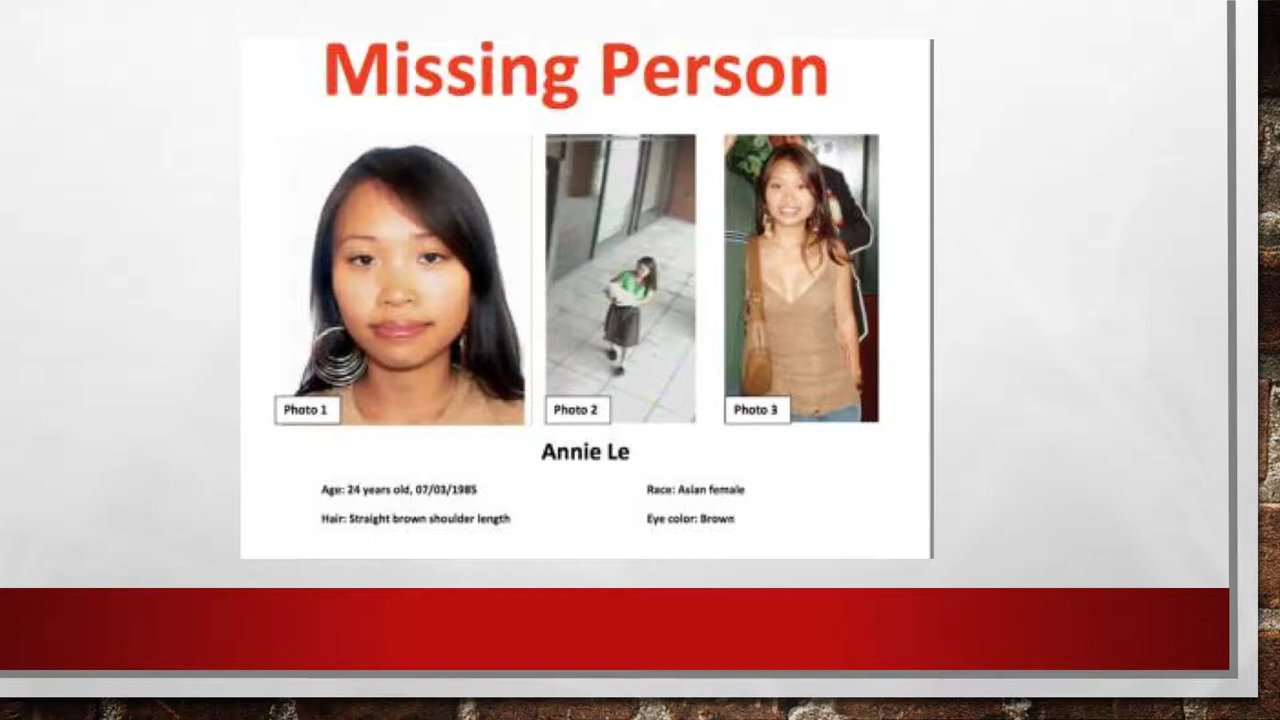 Missing Person
Photo 1
Photo 2
Photo 3
Annie Le
Age: 24 years old, 07/03/1985
Race: Asian female
Hair: Straight brown shoulder length
Eye color: Brown